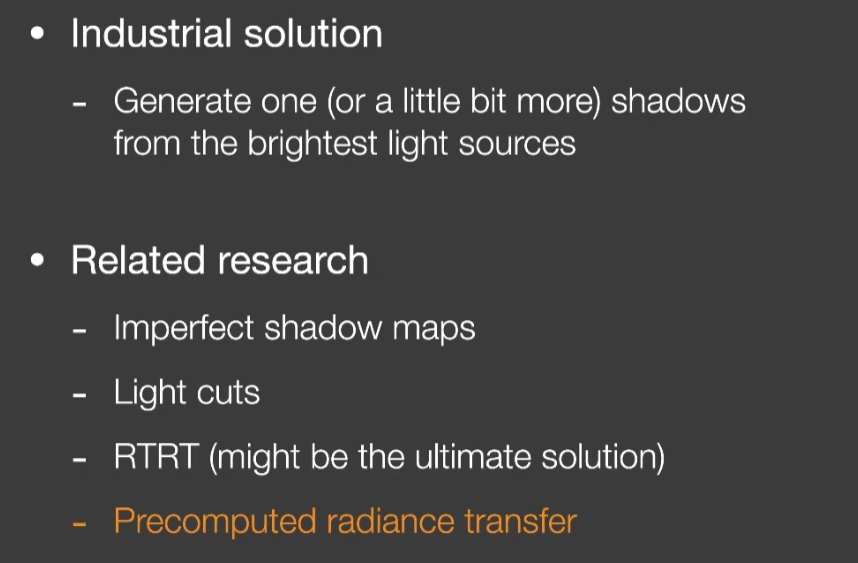 • Industrial solution
- Generate one (or a little bit more) shadows
from the brightest light sources
• Related research
- Imperfect shadow maps
- Light cuts
- RTRT (might be the ultimate solution)
- Precomputed radiance transfer